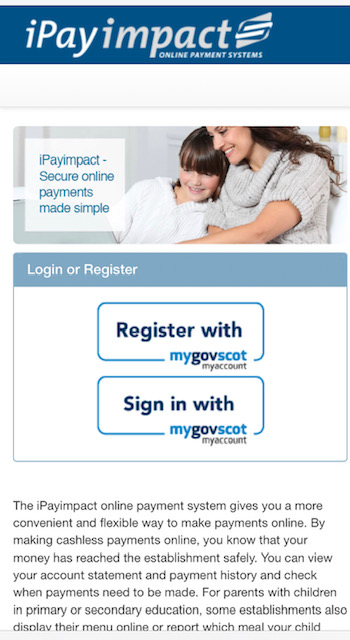 iPayimpact
ONLINE PAYMENT SYSTEMS
iPayimpact -
Secure online
payments
made simple
Login or Register
Register with
mygovscot
myaccount
Sign in with
mygovscot
myaccount
The iPayimpact online payment system gives you a more
convenient and flexible way to make payments online. By
making cashless payments online, you know that your
money has reached the establishment safely. You can view
your account statement and payment history and check
when payments need to be made. For parents with children
in primary or secondary education, some establishments also
display their menu online or report which meal your child